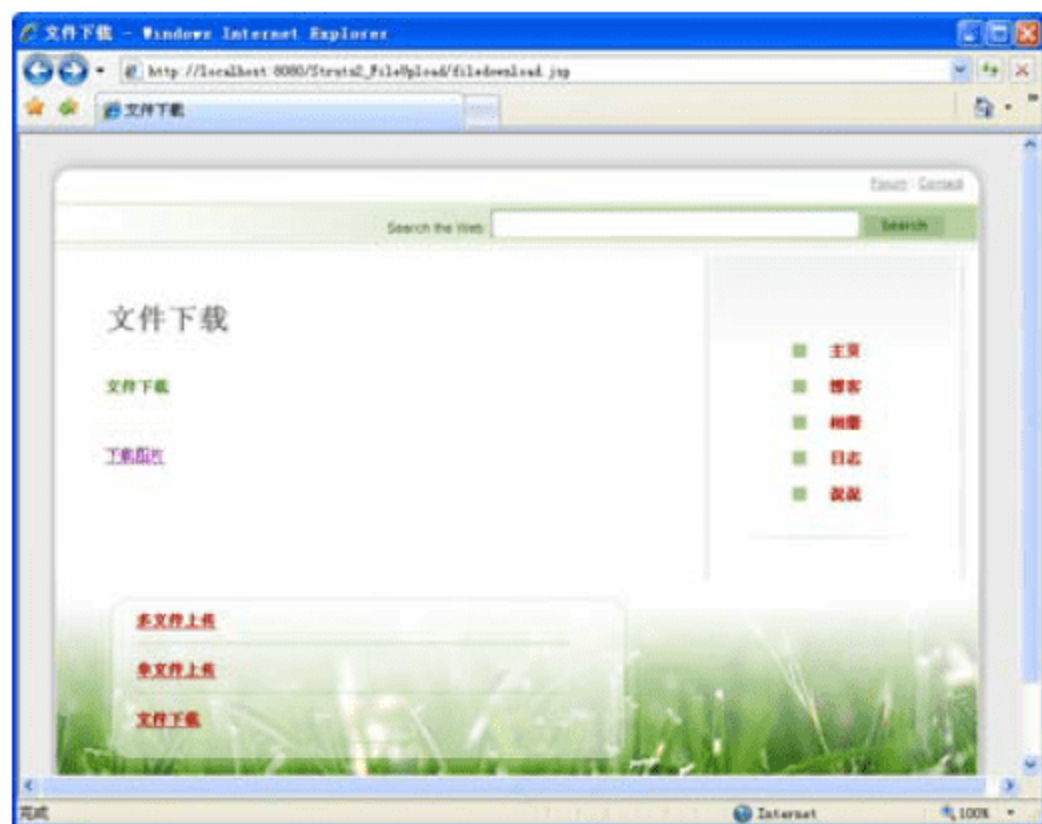 文件下载 - Windows Internet Explorer
http://localhost:8080/Struts2_FileUpload/filedownload.jsp
文件下载
Forum | Contact
Search the Web
Search
文件下载
文件下载
下载图片
主页
博客
相册
日志
说说
多文件上传
单文件上传
文件下载
完成
Internet
100%